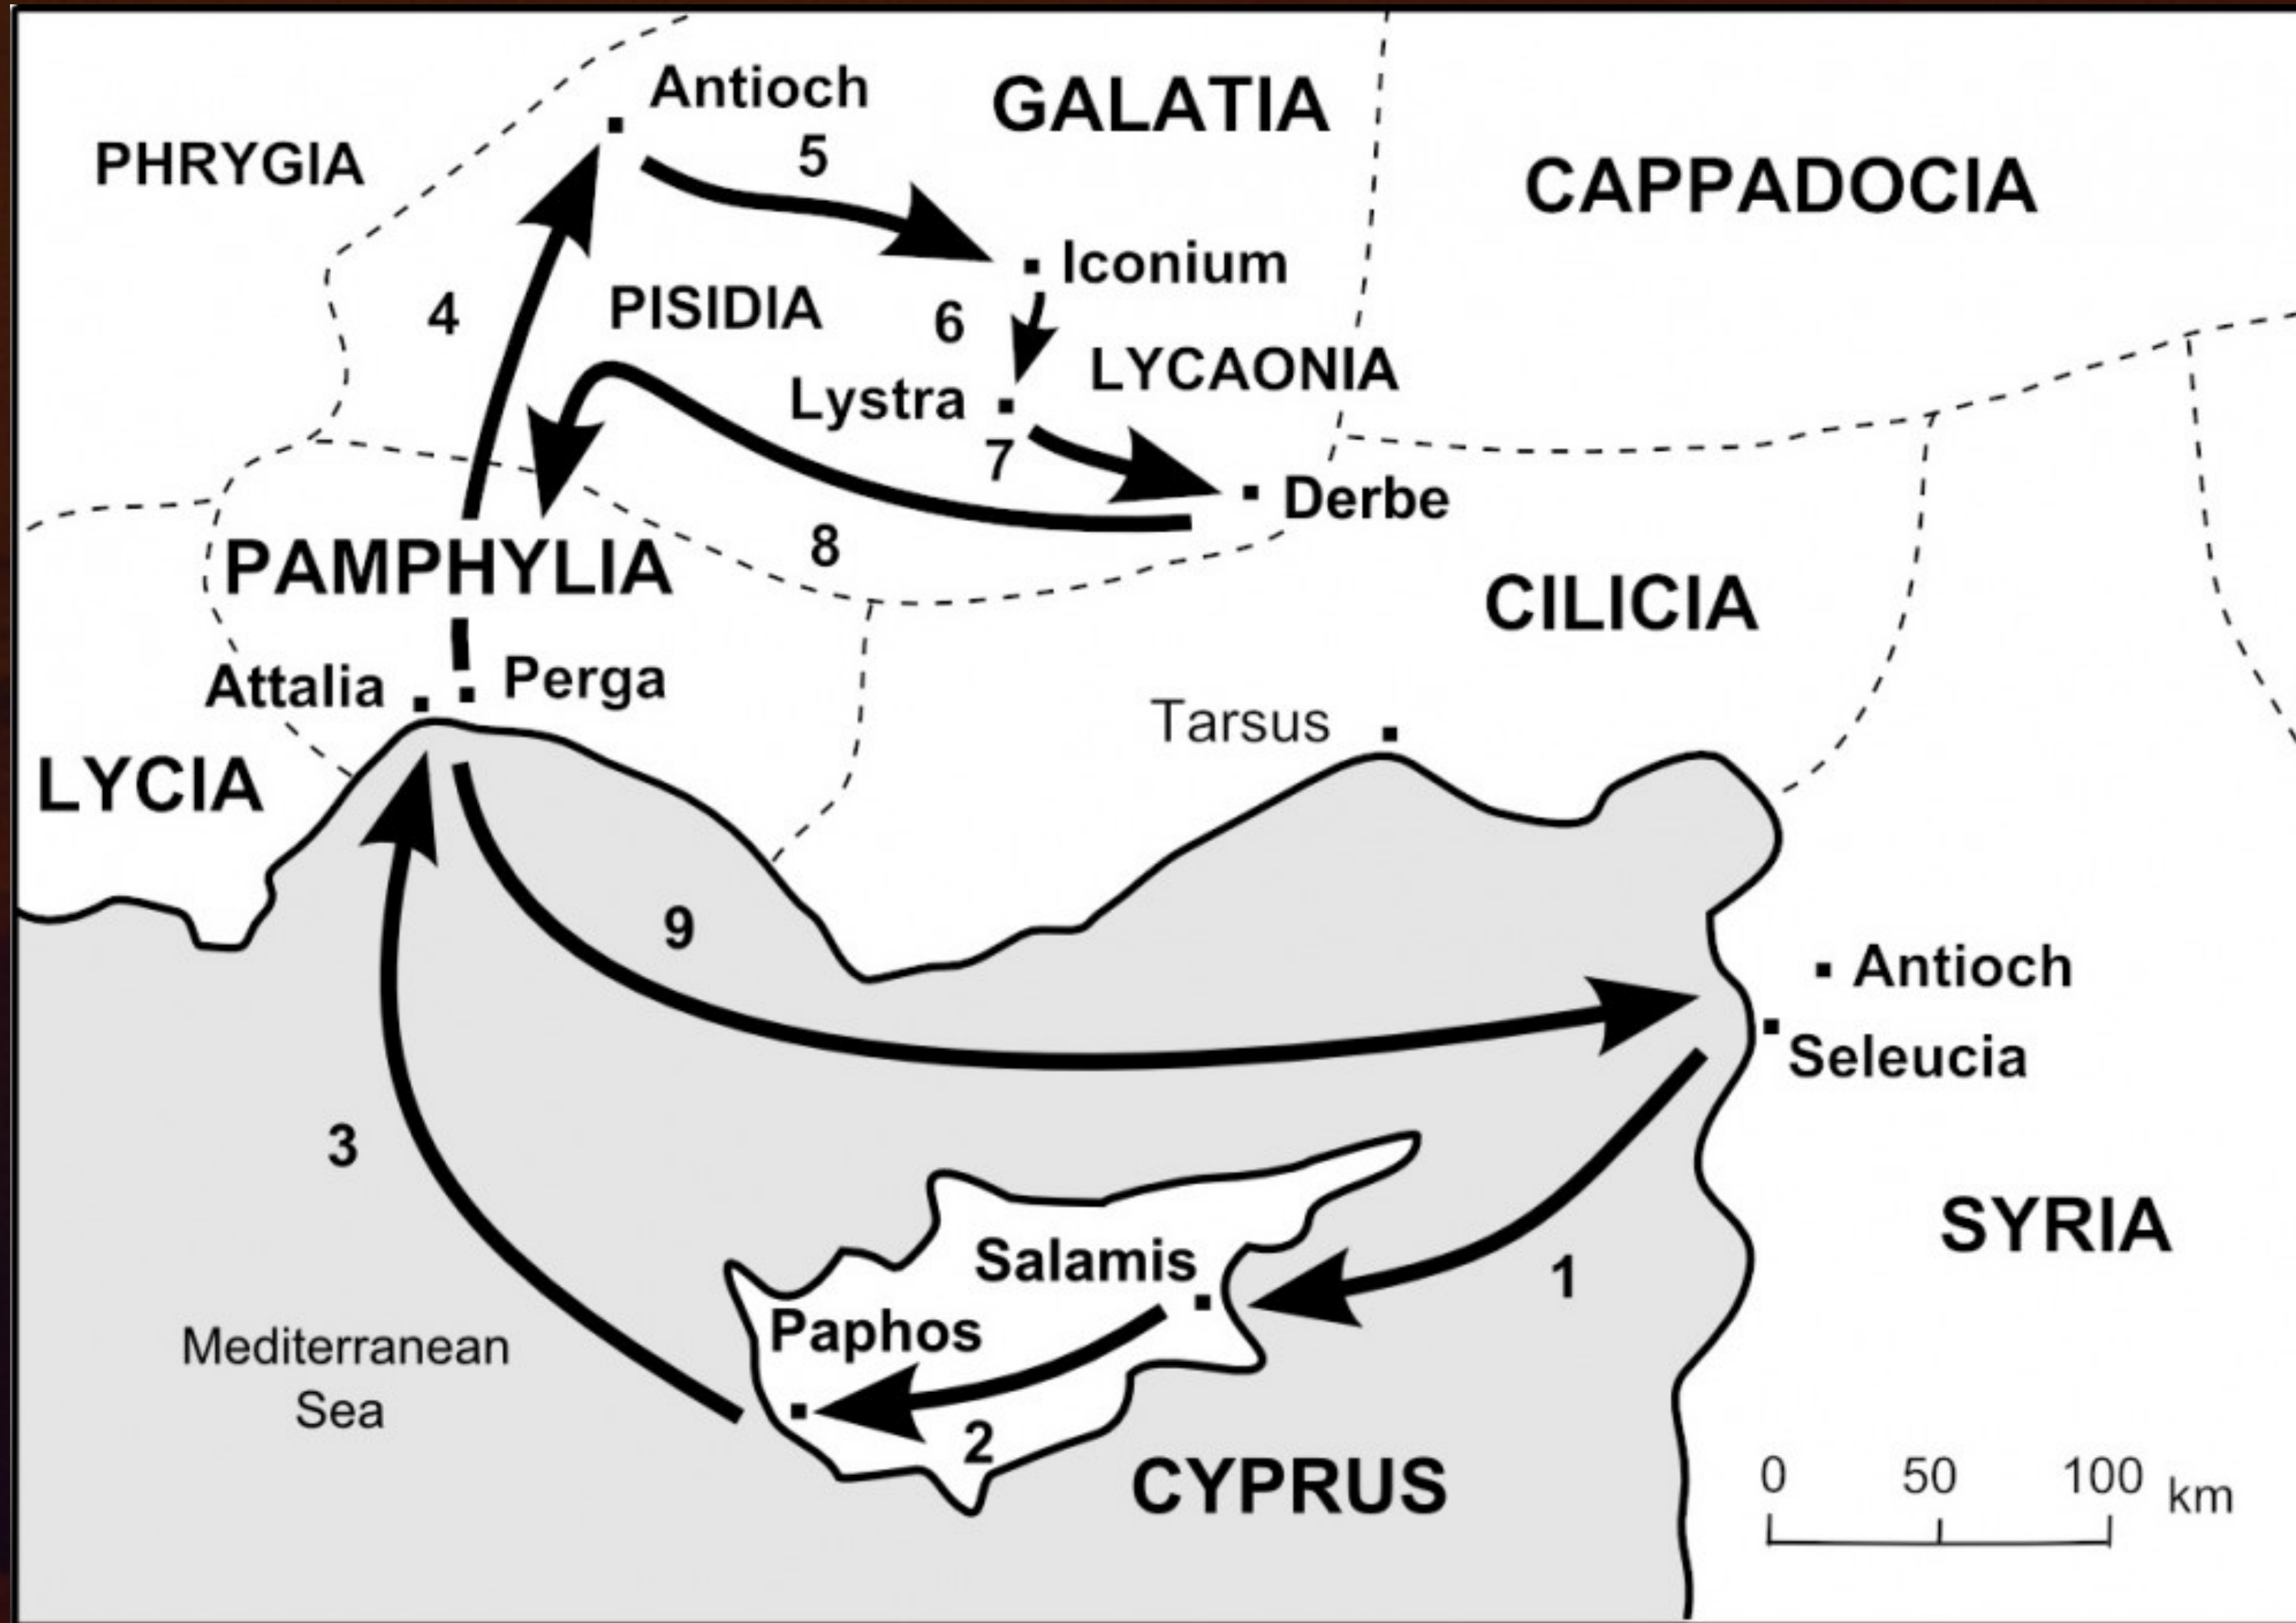 Antioch
GALATIA
PHRYGIA
5
CAPPADOCIA
Iconium
4
PISIDIA
6
LYCAONIA
Lystra
7
Derbe
8
PAMPHYLIA
CILICIA
Attalia
Perga
Tarsus
LYCIA
9
Antioch
Seleucia
3
SYRIA
Salamis
1
Paphos
Mediterranean
Sea
2
CYPRUS
0 50 100 km